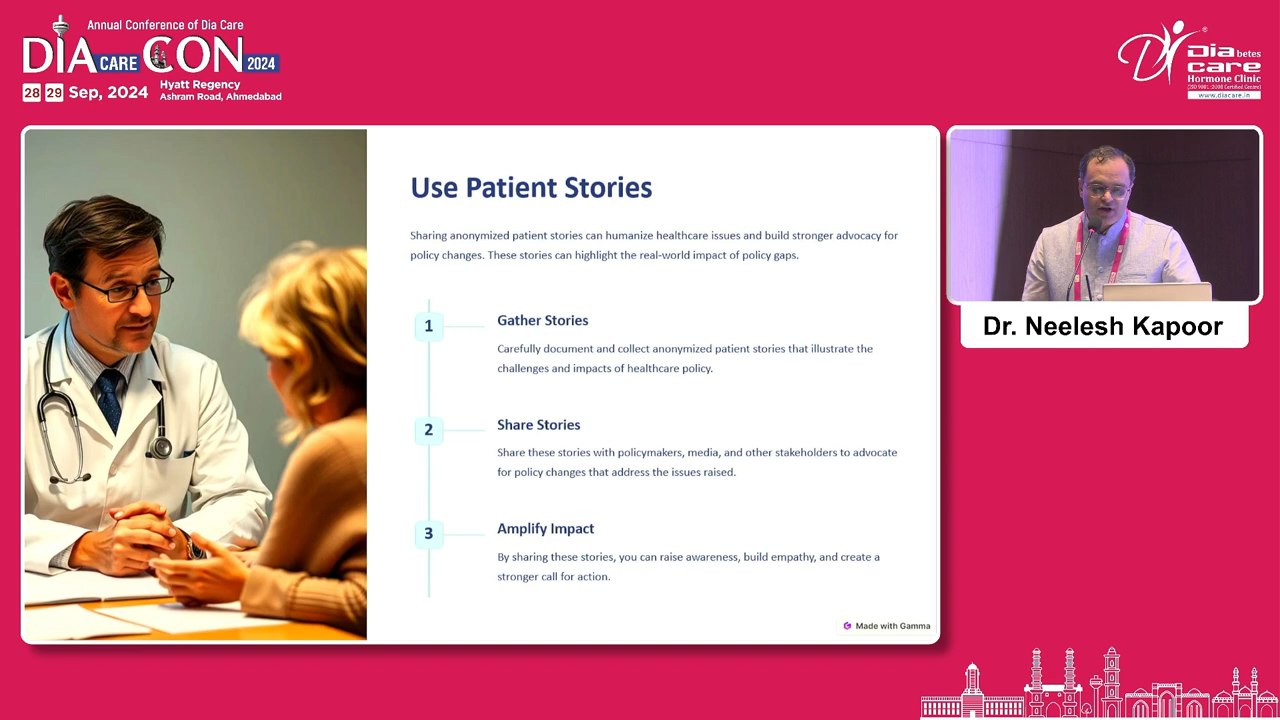 Annual Conference of Dia Care
DIA CARE CON 2024
28 29 Sep, 2024
Hyatt Regency
Ashram Road, Ahmedabad
Dia betes
care
Hormone Clinic
(ISO 9001 :2008 Certified Centre)
www.diacare.in
Use Patient Stories
Sharing anonymized patient stories can humanize healthcare issues and build stronger advocacy for
policy changes. These stories can highlight the real-world impact of policy gaps.
1
Gather Stories
Carefully document and collect anonymized patient stories that illustrate the
challenges and impacts of healthcare policy.
2
Share Stories
Share these stories with policymakers, media, and other stakeholders to advocate
for policy changes that address the issues raised.
3
Amplify Impact
By sharing these stories, you can raise awareness, build empathy, and create a
stronger call for action.
Made with Gamma
Dr. Neelesh Kapoor